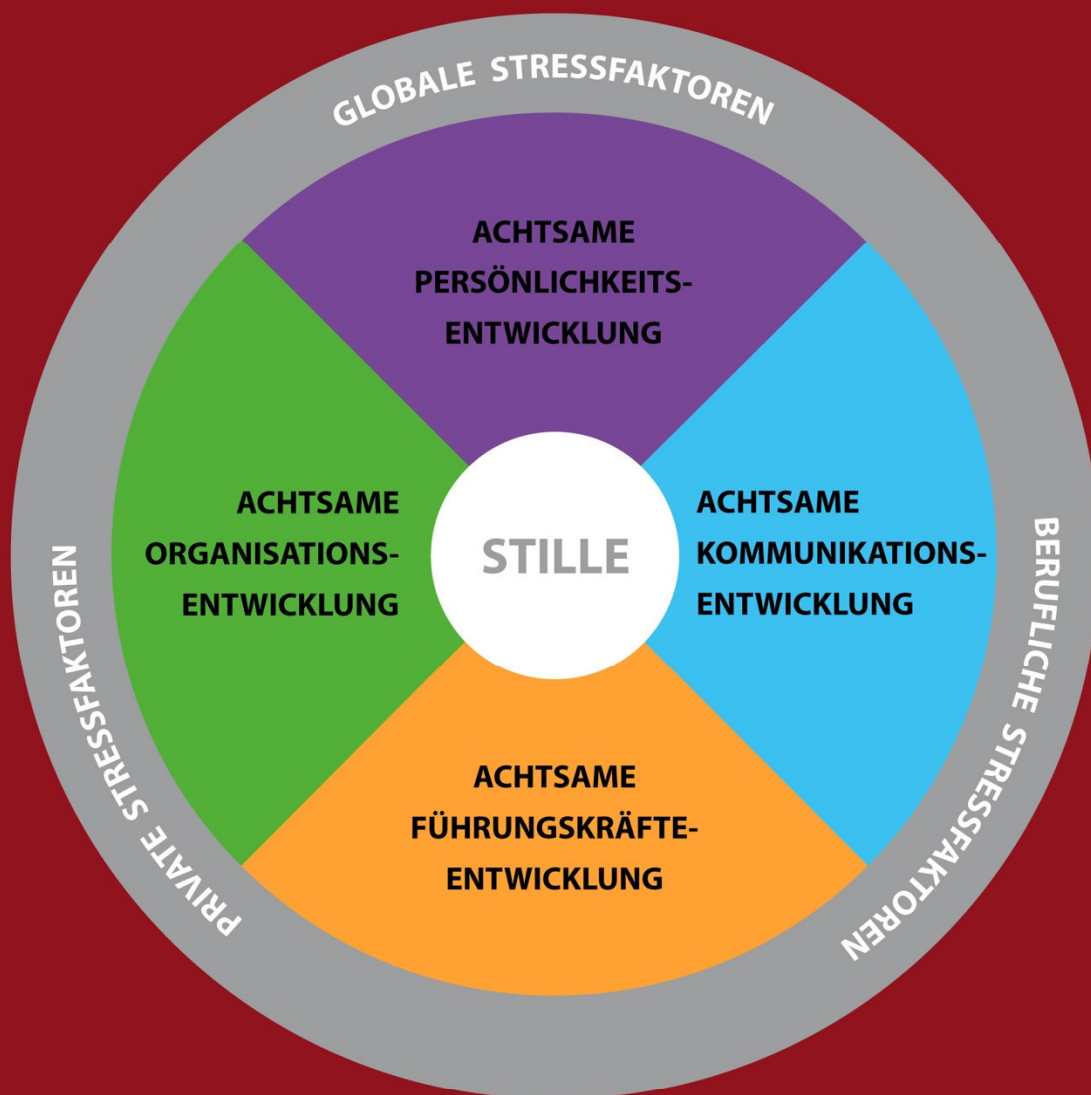 GLOBALE STRESSFAKTOREN
ACHTSAME
PERSÖNLICHKEITS-
ENTWICKLUNG
ACHTSAME
ORGANISATIONS-
ENTWICKLUNG
STILLE
ACHTSAME
KOMMUNIKATIONS-
ENTWICKLUNG
ACHTSAME
FÜHRUNGSKRÄFTE-
ENTWICKLUNG
PRIVATE STRESSFAKTOREN
BERUFLICHE STRESSFAKTOREN